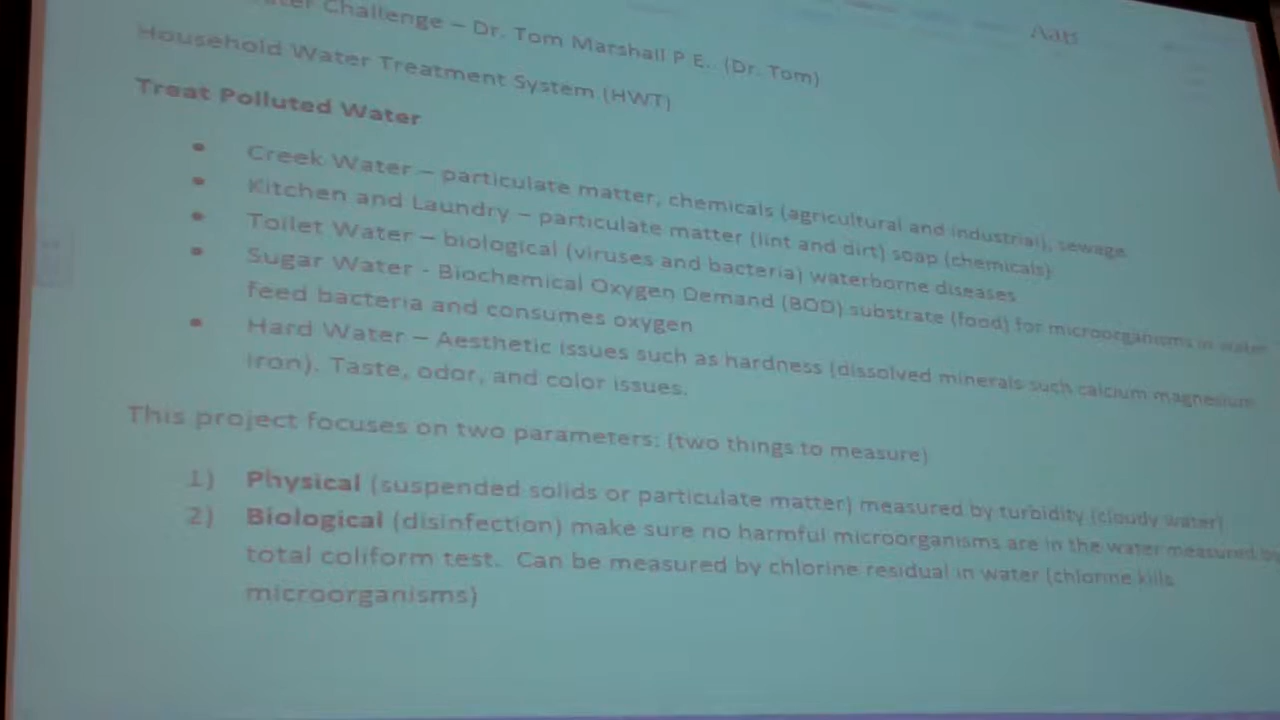 Challenge – Dr. Tom Marshall P E.. (Dr. Tom)
Household Water Treatment System (HWT)
Treat Polluted Water
• Creek Water – particulate matter, chemicals (agricultural and industrial), sewage
• Kitchen and Laundry – particulate matter (lint and dirt) soap (chemicals)
• Toilet Water – biological (viruses and bacteria) waterborne diseases
• Sugar Water - Biochemical Oxygen Demand (BOD) substrate (food) for microorganisms in water
feed bacteria and consumes oxygen
• Hard Water – Aesthetic issues such as hardness (dissolved minerals such calcium magnesium
iron). Taste, odor, and color issues.
This project focuses on two parameters: (two things to measure)
1) Physical (suspended solids or particulate matter) measured by turbidity (cloudy water)
2) Biological (disinfection) make sure no harmful microorganisms are in the water measured by
total coliform test. Can be measured by chlorine residual in water (chlorine kills
microorganisms)